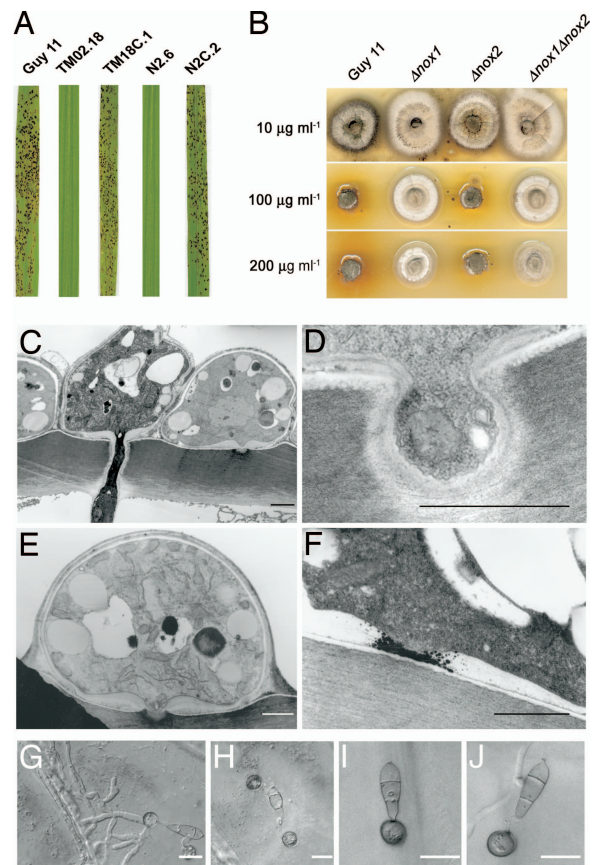 A
Guy 11
TM02.18
TM18C.1
N2.6
N2C.2
B
Guy 11
Δnox1
Δnox2
Δnox1Δnox2
10 µg ml-1
100 µg ml-1
200 µg ml-1
C
D
E
F
G
H
I
J